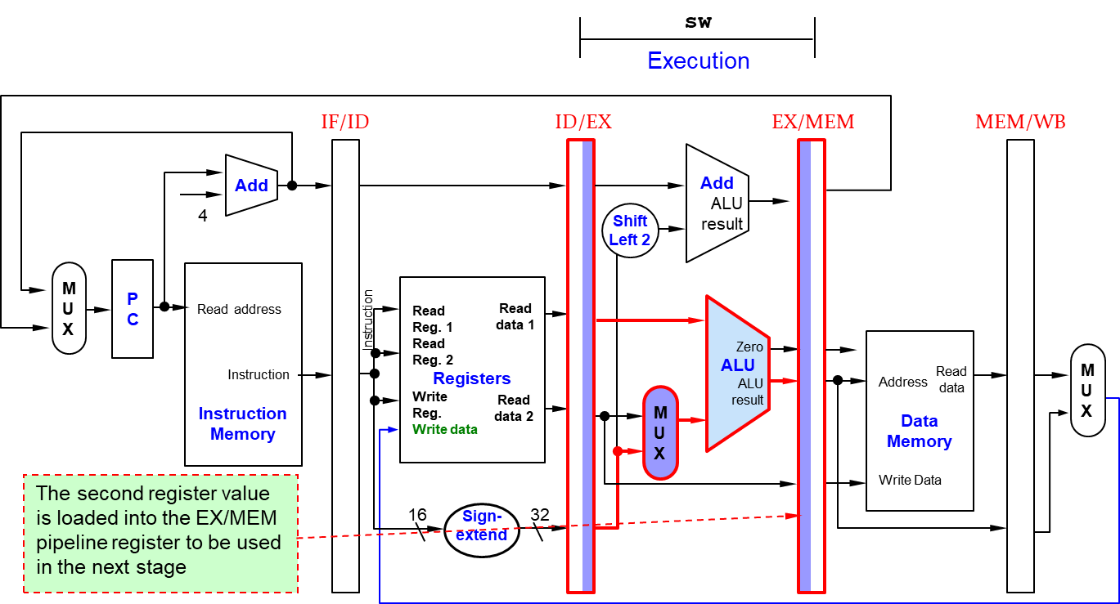 sw
Execution
IF/ID
ID/EX
EX/MEM
MEM/WB
Add
4
Add
ALU
result
Shift
Left 2
M
U
X
P
C
Read address
Instruction
Instruction
Memory
Instruction
Read
Reg. 1
Read
Reg. 2
Registers
Write
Reg.
Write data
Read
data 1
Read
data 2
16
Sign-
extend
32
M
U
X
Zero
ALU
ALU
result
Address
Read
data
Data
Memory
Write Data
M
U
X
The second register value
is loaded into the EX/MEM
pipeline register to be used
in the next stage